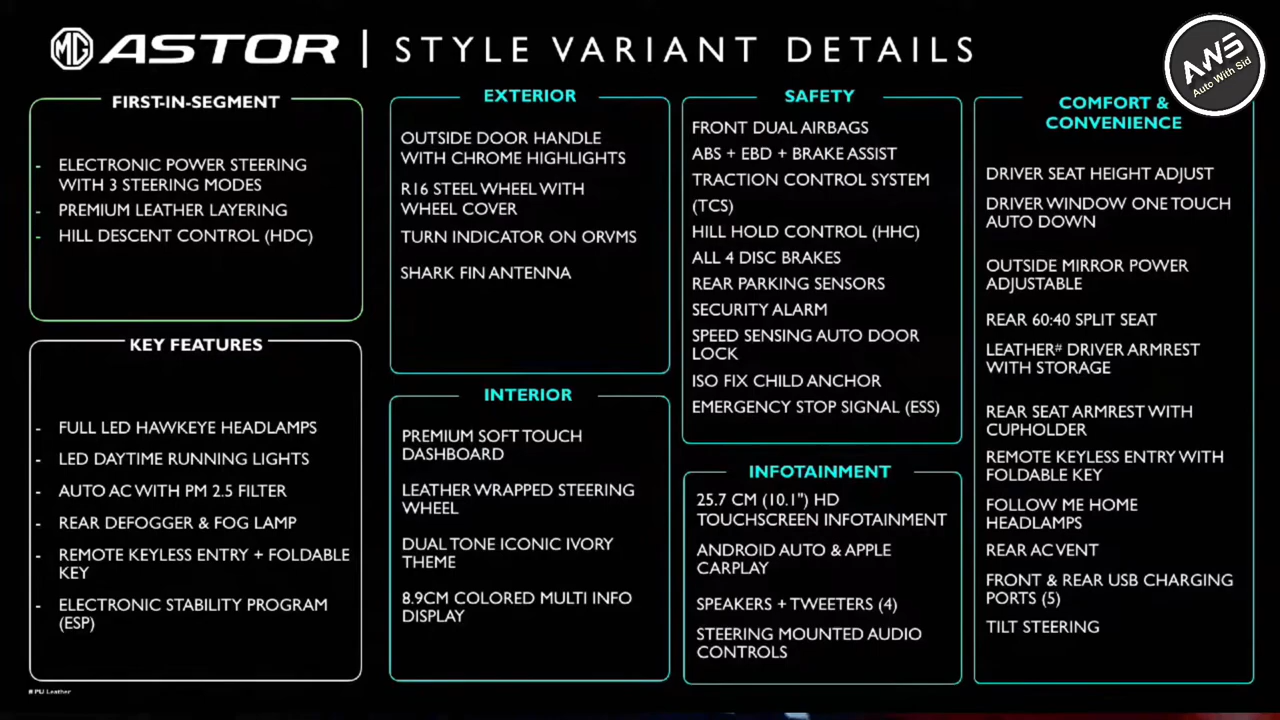 MG ASTOR | STYLE VARIANT DETAILS
AWS
Auto With Sid
FIRST-IN-SEGMENT
- ELECTRONIC POWER STEERING
WITH 3 STEERING MODES
- PREMIUM LEATHER LAYERING
- HILL DESCENT CONTROL (HDC)
KEY FEATURES
- FULL LED HAWKEYE HEADLAMPS
- LED DAYTIME RUNNING LIGHTS
- AUTO AC WITH PM 2.5 FILTER
- REAR DEFOGGER & FOG LAMP
- REMOTE KEYLESS ENTRY + FOLDABLE
KEY
- ELECTRONIC STABILITY PROGRAM
(ESP)
# PU Leather
EXTERIOR
OUTSIDE DOOR HANDLE
WITH CHROME HIGHLIGHTS
R16 STEEL WHEEL WITH
WHEEL COVER
TURN INDICATOR ON ORVMS
SHARK FIN ANTENNA
INTERIOR
PREMIUM SOFT TOUCH
DASHBOARD
LEATHER WRAPPED STEERING
WHEEL
DUAL TONE ICONIC IVORY
THEME
8.9CM COLORED MULTI INFO
DISPLAY
SAFETY
FRONT DUAL AIRBAGS
ABS + EBD + BRAKE ASSIST
TRACTION CONTROL SYSTEM
(TCS)
HILL HOLD CONTROL (HHC)
ALL 4 DISC BRAKES
REAR PARKING SENSORS
SECURITY ALARM
SPEED SENSING AUTO DOOR
LOCK
ISO FIX CHILD ANCHOR
EMERGENCY STOP SIGNAL (ESS)
INFOTAINMENT
25.7 CM (10.1") HD
TOUCHSCREEN INFOTAINMENT
ANDROID AUTO & APPLE
CARPLAY
SPEAKERS + TWEETERS (4)
STEERING MOUNTED AUDIO
CONTROLS
COMFORT &
CONVENIENCE
DRIVER SEAT HEIGHT ADJUST
DRIVER WINDOW ONE TOUCH
AUTO DOWN
OUTSIDE MIRROR POWER
ADJUSTABLE
REAR 60:40 SPLIT SEAT
LEATHER# DRIVER ARMREST
WITH STORAGE
REAR SEAT ARMREST WITH
CUPHOLDER
REMOTE KEYLESS ENTRY WITH
FOLDABLE KEY
FOLLOW ME HOME
HEADLAMPS
REAR AC VENT
FRONT & REAR USB CHARGING
PORTS (5)
TILT STEERING